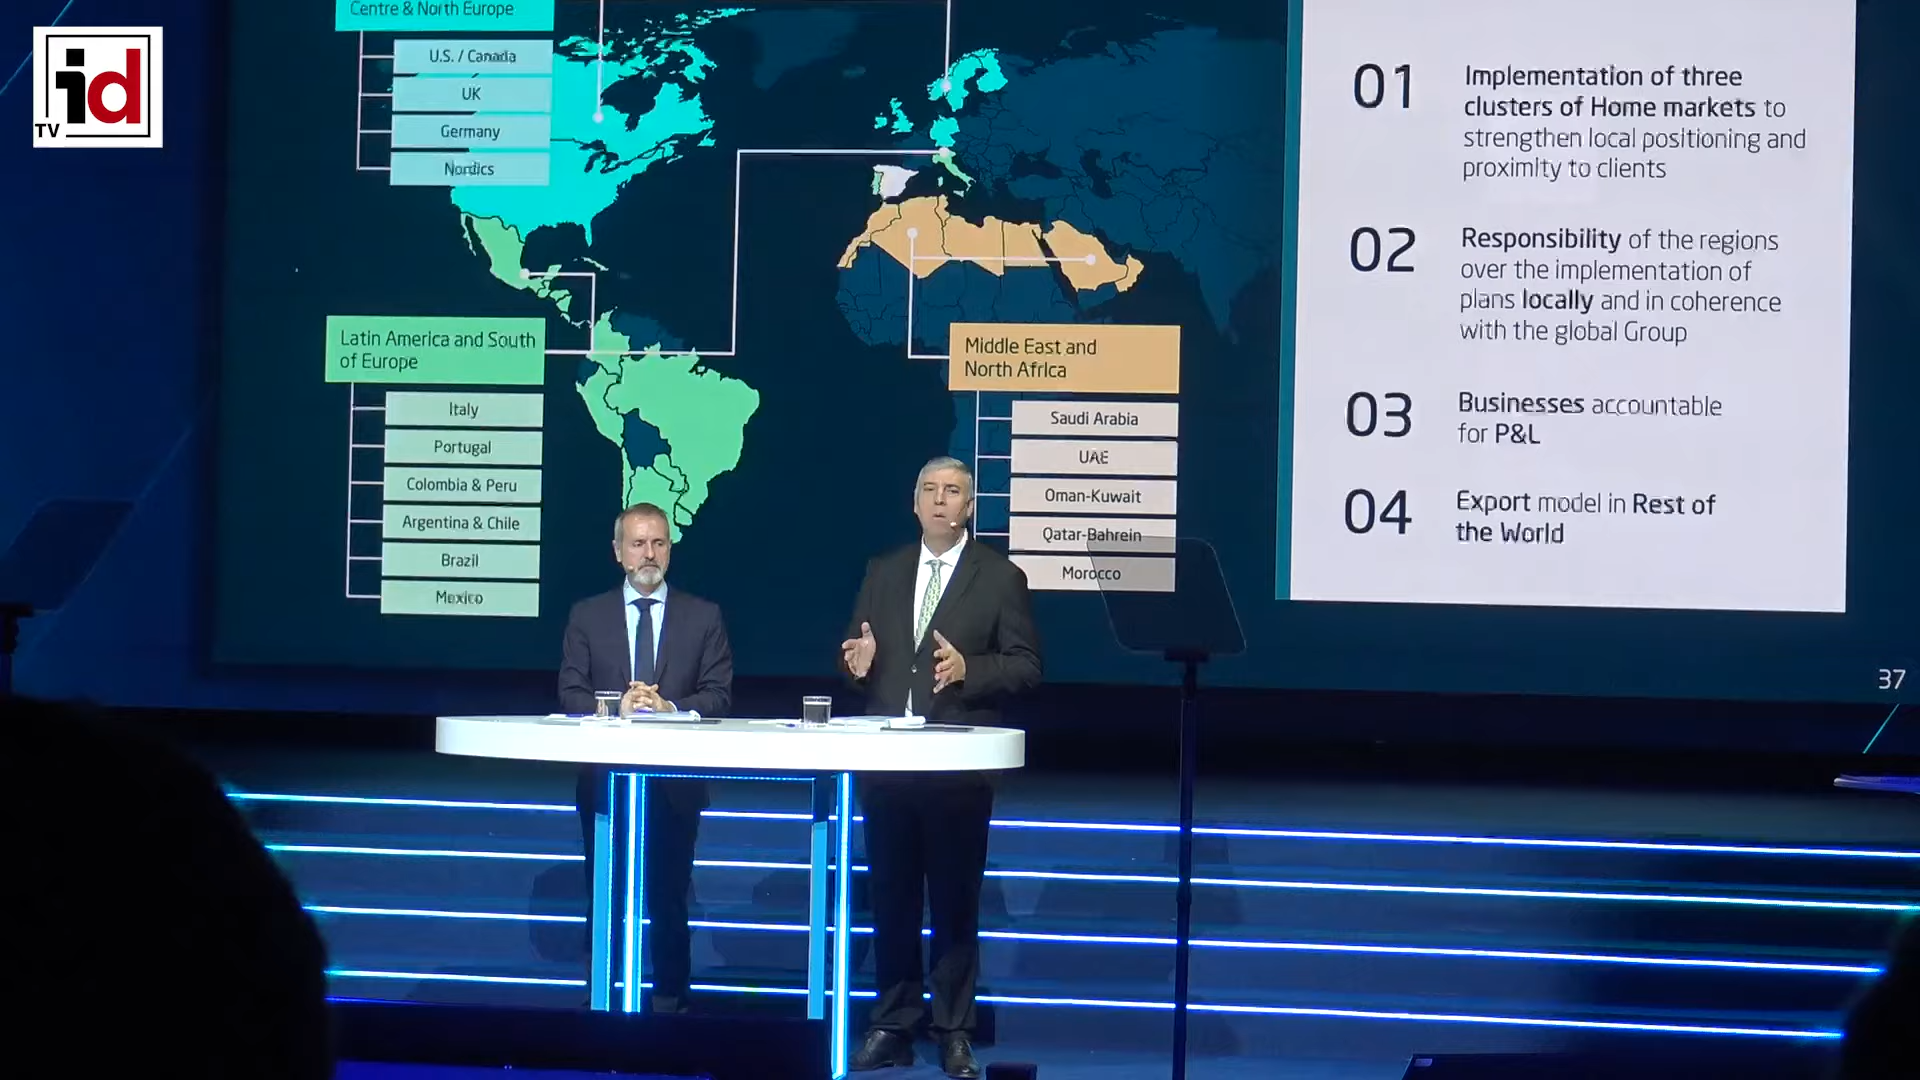 id
TV
Centre & North Europe
U.S. / Canada
UK
Germany
Nordics
Latin America and South
of Europe
Italy
Portugal
Colombia & Peru
Argentina & Chile
Brazil
Mexico
Middle East and
North Africa
Saudi Arabia
UAE
Oman-Kuwait
Qatar-Bahrein
Morocco
01
Implementation of three
clusters of Home markets to
strengthen local positioning and
proximity to clients
02
Responsibility of the regions
over the implementation of
plans locally and in coherence
with the global Group
03
Businesses accountable
for P&L
04
Export model in Rest of
the World
37